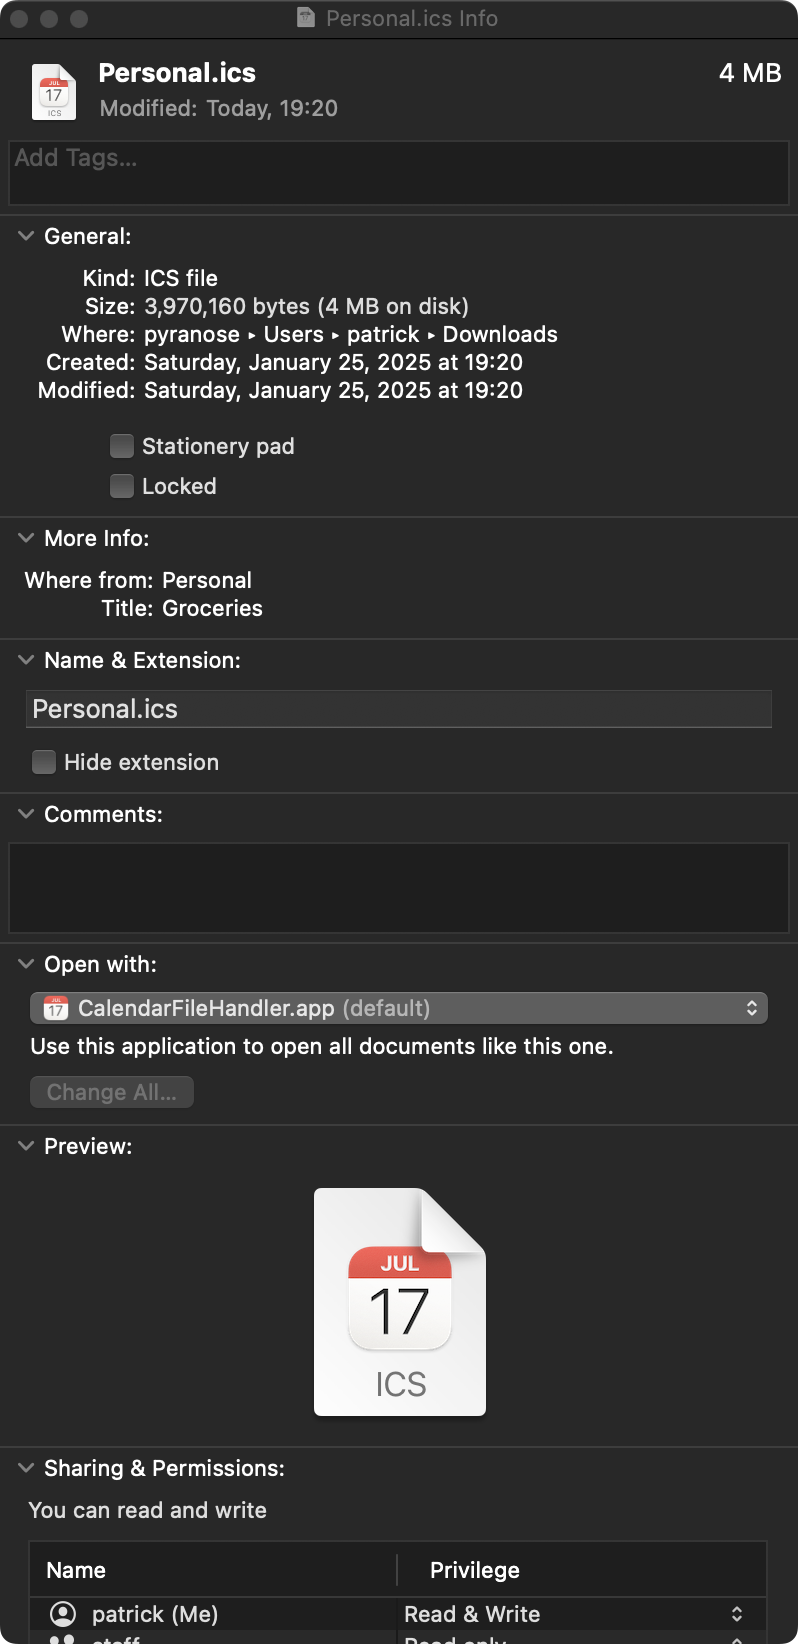 Personal.ics Info
Personal.ics 4 MB
Modified: Today, 19:20
JUL
17
ICS
Add Tags...
General:
Kind: ICS file
Size: 3,970,160 bytes (4 MB on disk)
Where: pyranose ▸ Users ▸ patrick ▸ Downloads
Created: Saturday, January 25, 2025 at 19:20
Modified: Saturday, January 25, 2025 at 19:20
Stationery pad
Locked
More Info:
Where from: Personal
Title: Groceries
Name & Extension:
Personal.ics
Hide extension
Comments:
Open with:
JUL
17
CalendarFileHandler.app (default)
Use this application to open all documents like this one.
Change All...
Preview:
JUL
17
ICS
Sharing & Permissions:
You can read and write
Name Privilege
patrick (Me) Read & Write
staff Read only